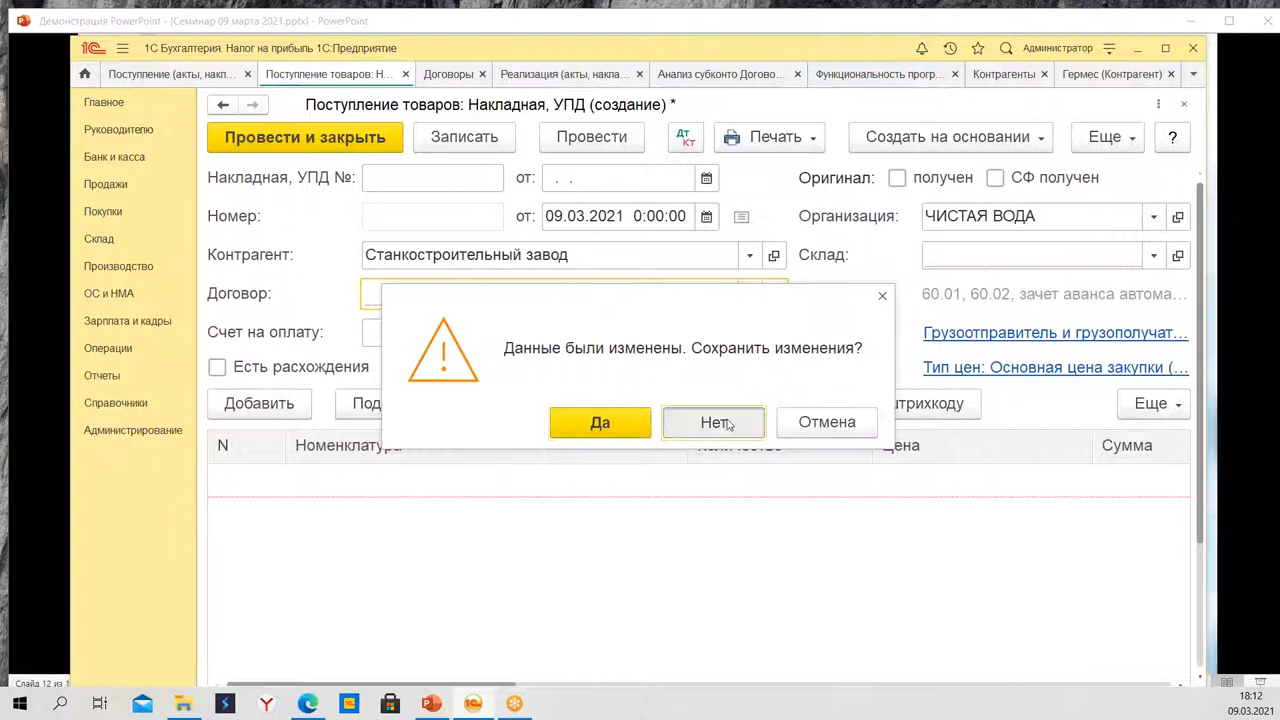 Демонстрация PowerPoint - [Семинар 09 марта 2021.pptx] - PowerPoint
1С Бухгалтерия. Налог на прибыль 1С:Предприятие
Администратор
Поступление (акты, накл...
Поступление товаров: Н...
Договоры
Реализация (акты, накла...
Анализ субконто Догово...
Функциональность прогр...
Контрагенты
Гермес (Контрагент)
Главное
Руководителю
Банк и касса
Продажи
Покупки
Склад
Производство
ОС и НМА
Зарплата и кадры
Операции
Отчеты
Справочники
Администрирование
Поступление товаров: Накладная, УПД (создание) *
Провести и закрыть
Записать
Провести
Дт Кт
Печать
Создать на основании
Еще
?
Накладная, УПД №:
от: . .
Оригинал:
получен
СФ получен
Номер:
от: 09.03.2021 0:00:00
Организация: ЧИСТАЯ ВОДА
Контрагент: Станкостроительный завод
Склад:
Договор:
60.01, 60.02, зачет аванса автома...
Счет на оплату:
Грузоотправитель и грузополучат...
Есть расхождения
Тип цен: Основная цена закупки (...
Данные были изменены. Сохранить изменения?
Да
Нет
Отмена
Добавить
Под
штрихкоду
Еще
N
Номенклатура
Количество
Цена
Сумма
Слайд 12 из 1
18:12
09.03.2021